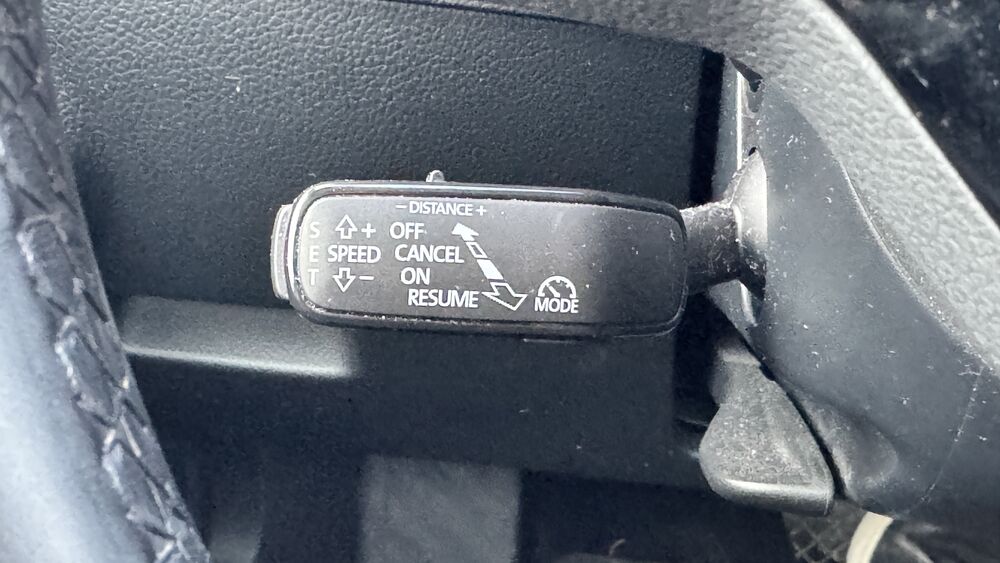 − DISTANCE +
S + OFF
E SPEED CANCEL
T − ON
RESUME
MODE